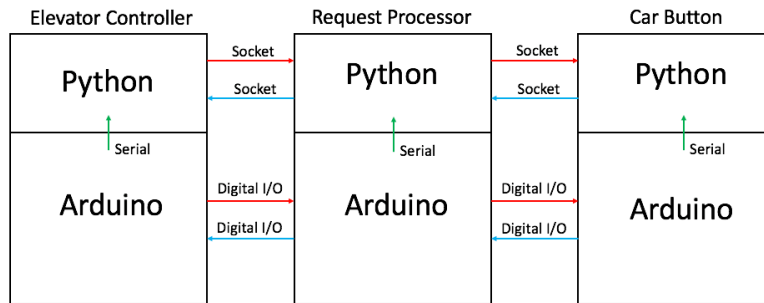 Elevator Controller
Request Processor
Car Button
Socket
Socket
Python
Python
Python
Socket
Socket
Serial
Serial
Serial
Digital I/O
Digital I/O
Arduino
Arduino
Arduino
Digital I/O
Digital I/O